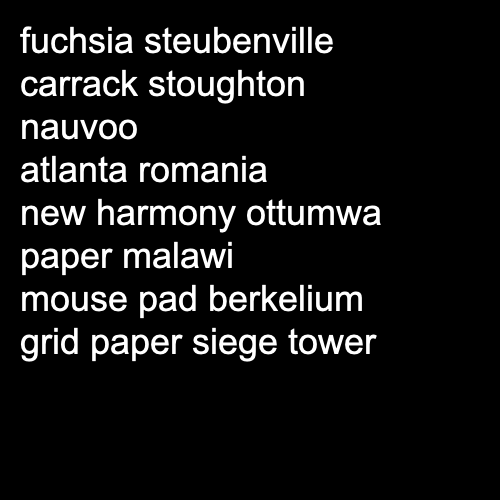 fuchsia steubenville
carrack stoughton
nauvoo
atlanta romania
new harmony ottumwa
paper malawi
mouse pad berkelium
grid paper siege tower